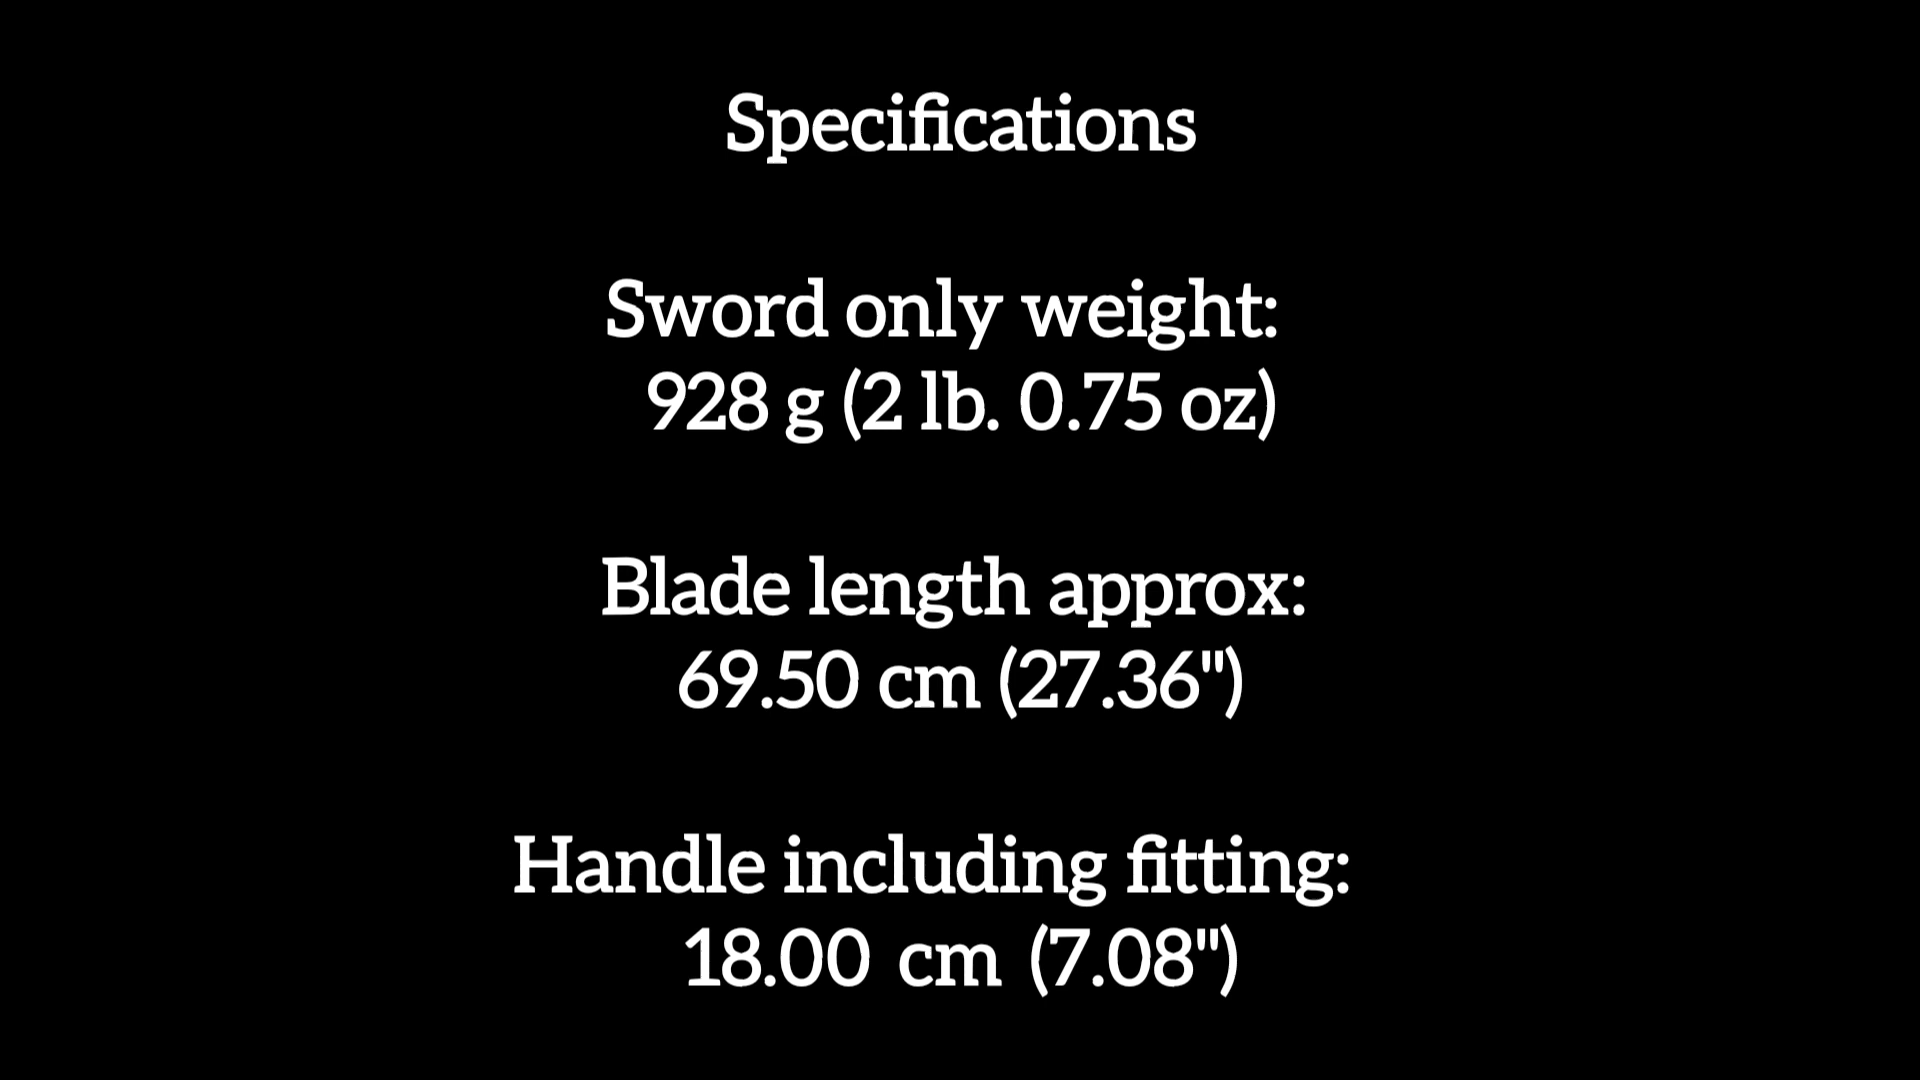 Specifications
Sword only weight:
928 g (2 lb. 0.75 oz)
Blade length approx:
69.50 cm (27.36")
Handle including fitting:
18.00 cm (7.08")